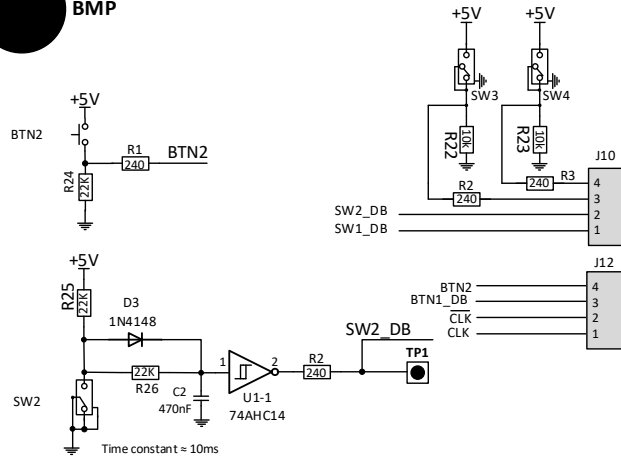 BMP
+5V
BTN2
R1
240
BTN2
R24
22K
+5V
+5V
SW3
SW4
R22
10k
R23
10k
J10
240
R3
4
R2
240
3
SW2_DB
2
SW1_DB
1
J12
BTN2
4
BTN1_DB
3
CLK
2
CLK
1
+5V
R25
22K
D3
1N4148
22K
R26
C2
470nF
1
2
U1-1
74AHC14
R2
240
SW2_DB
TP1
SW2
Time constant ≈ 10ms